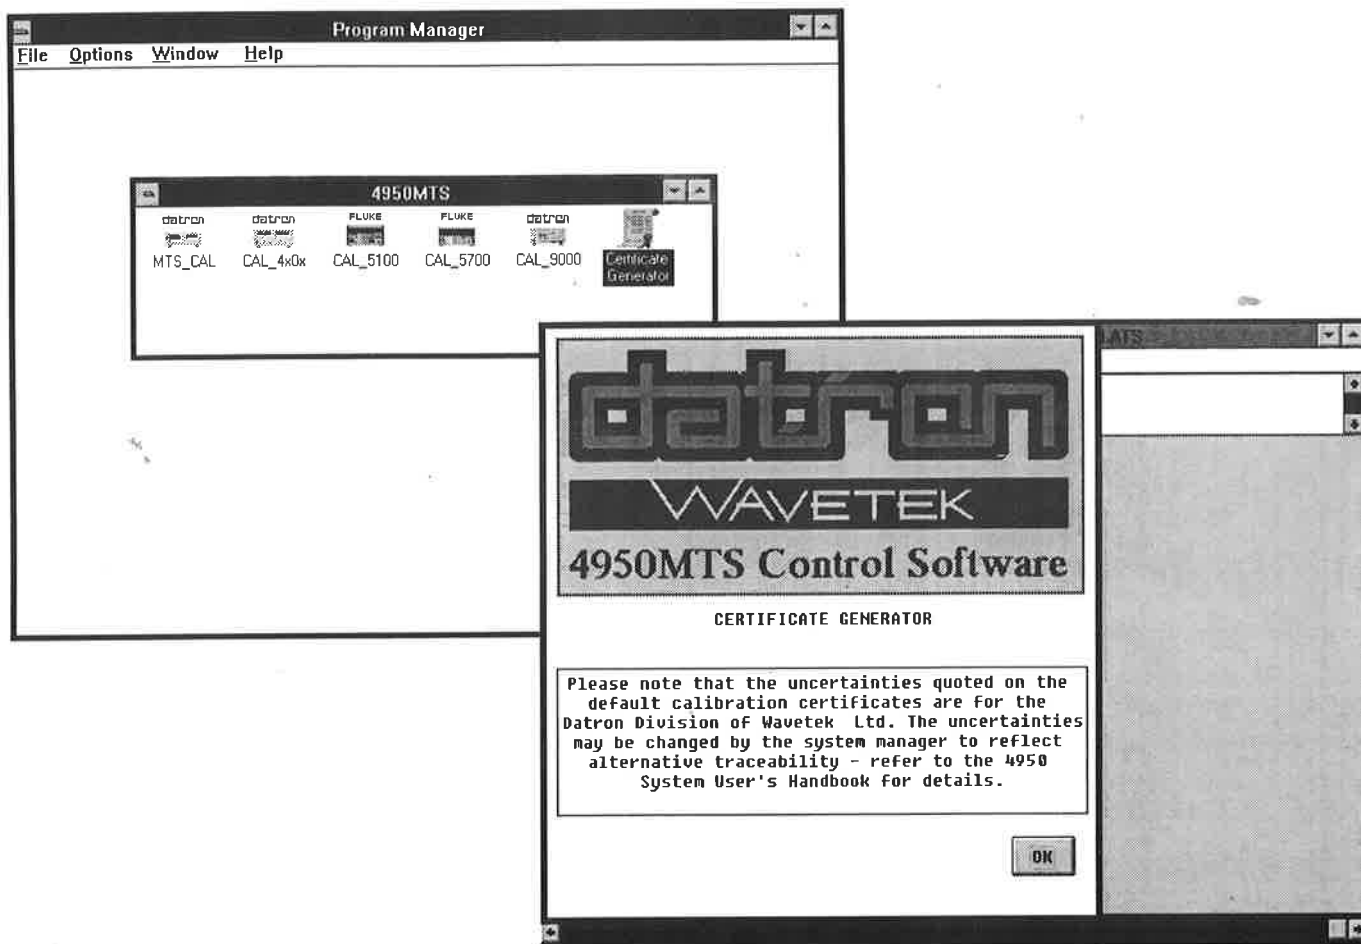 Program Manager
File Options Window Help
4950MTS
datron datron FLUKE FLUKE datron
MTS_CAL CAL_4x0x CAL_5100 CAL_5700 CAL_9000 Certificate
Generator
LATS
datron
WAVETEK
4950MTS Control Software
CERTIFICATE GENERATOR
Please note that the uncertainties quoted on the
default calibration certificates are for the
Datron Division of Wavetek Ltd. The uncertainties
may be changed by the system manager to reflect
alternative traceability - refer to the 4950
System User's Handbook for details.
OK